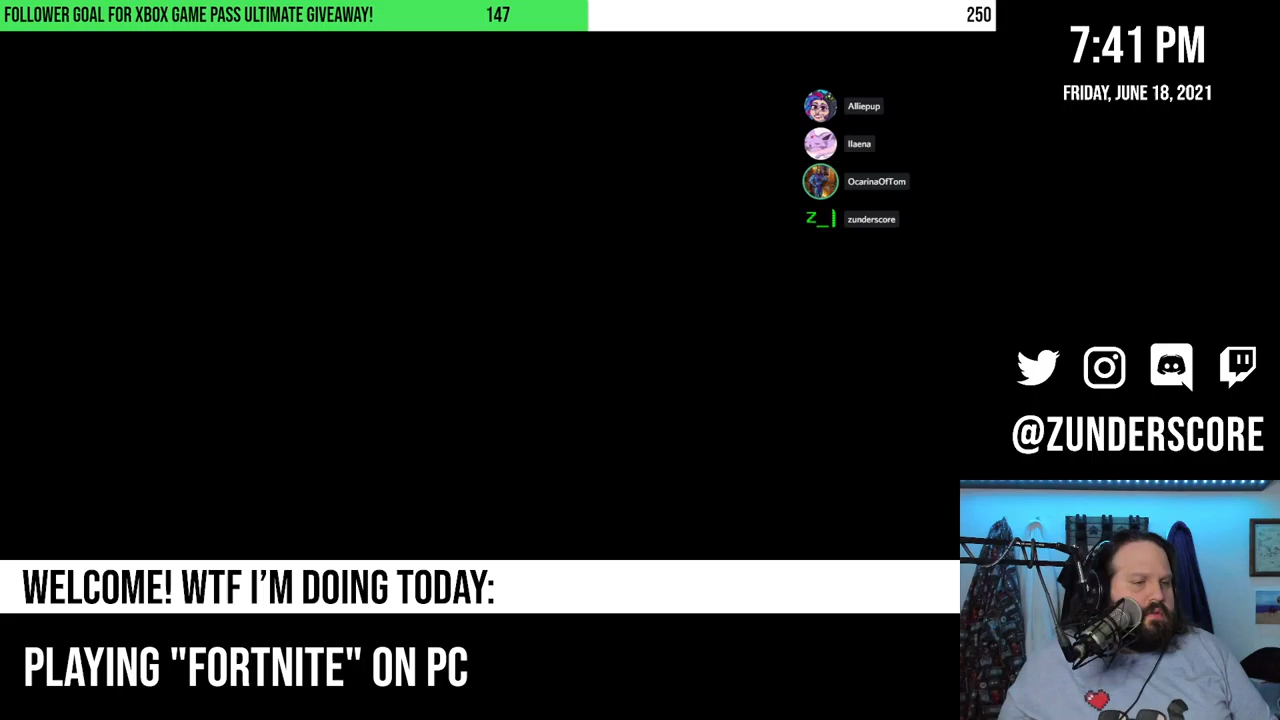 FOLLOWER GOAL FOR XBOX GAME PASS ULTIMATE GIVEAWAY! 147 250
7:41 PM
FRIDAY, JUNE 18, 2021
Alliepup
Ilaena
OcarinaOfTom
Z_
zunderscore
@ZUNDERSCORE
WELCOME! WTF I'M DOING TODAY:
PLAYING "FORTNITE" ON PC